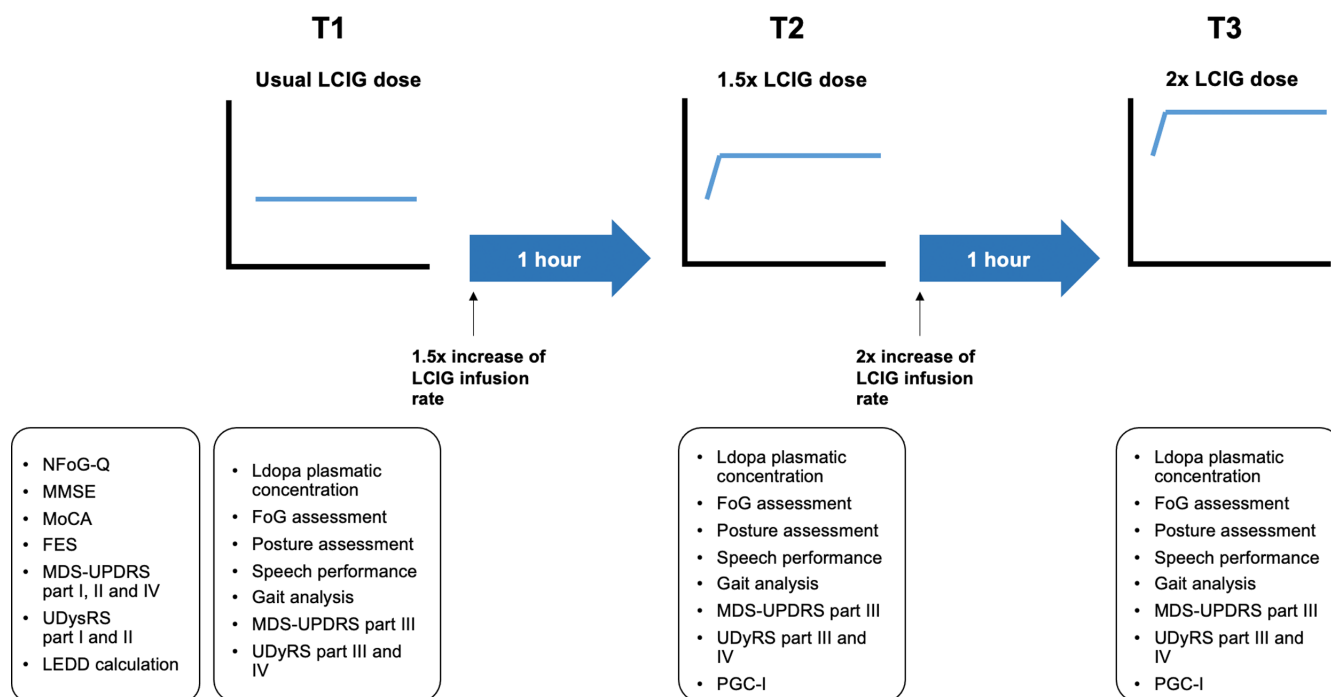 T1
Usual LCIG dose
T2
1.5x LCIG dose
T3
2x LCIG dose
1 hour
1 hour
1.5x increase of
LCIG infusion
rate
2x increase of
LCIG infusion
rate
• NFoG-Q
• MMSE
• MoCA
• FES
• MDS-UPDRS
part I, II and IV
• UDysRS
part I and II
• LEDD calculation
• Ldopa plasmatic
concentration
• FoG assessment
• Posture assessment
• Speech performance
• Gait analysis
• MDS-UPDRS part III
• UDyRS part III and
IV
• Ldopa plasmatic
concentration
• FoG assessment
• Posture assessment
• Speech performance
• Gait analysis
• MDS-UPDRS part III
• UDyRS part III and
IV
• PGC-I
• Ldopa plasmatic
concentration
• FoG assessment
• Posture assessment
• Speech performance
• Gait analysis
• MDS-UPDRS part III
• UDyRS part III and
IV
• PGC-I